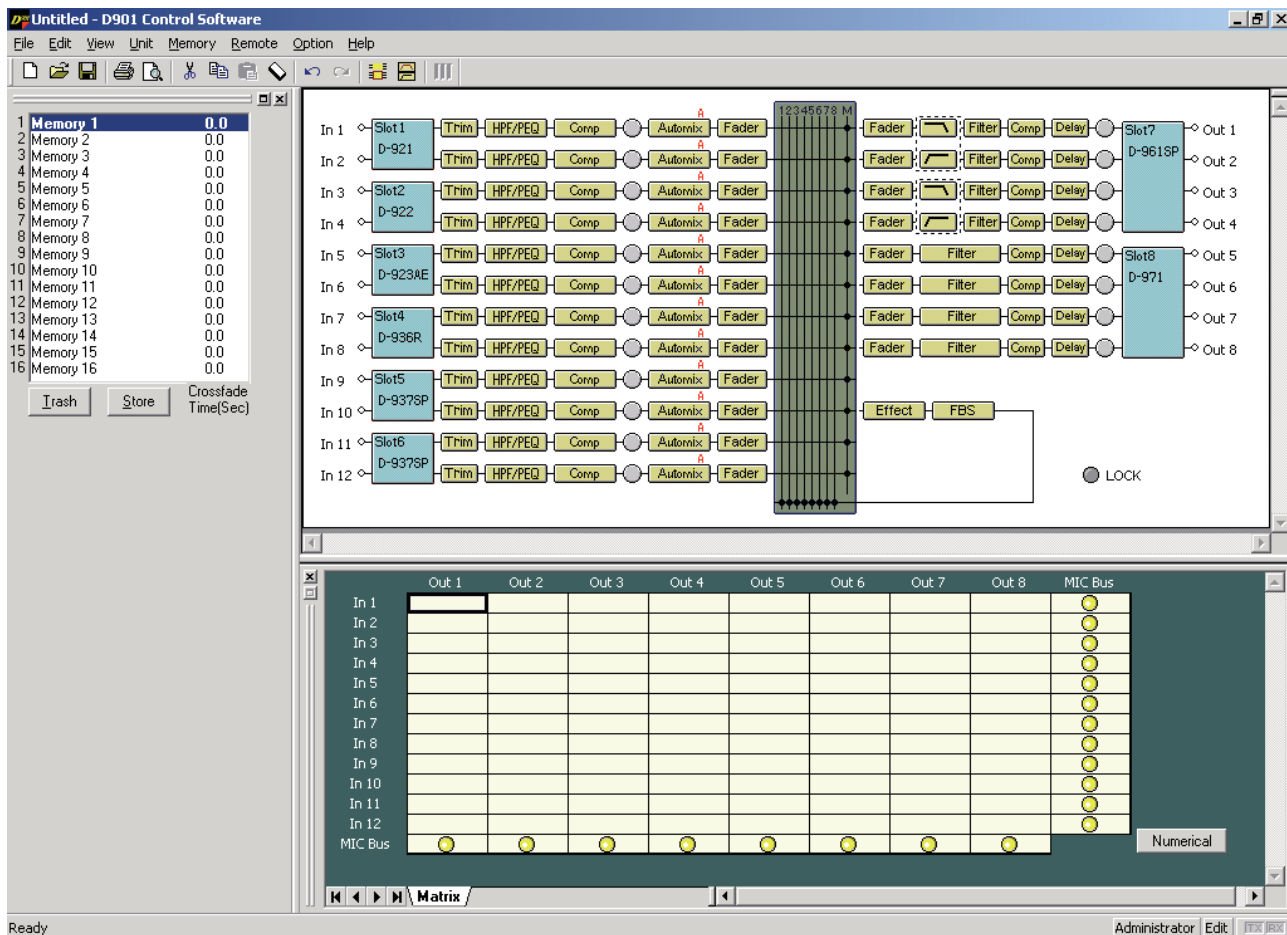 Untitled - D901 Control Software
File Edit View Unit Memory Remote Option Help
1 Memory 1 0.0
2 Memory 2 0.0
3 Memory 3 0.0
4 Memory 4 0.0
5 Memory 5 0.0
6 Memory 6 0.0
7 Memory 7 0.0
8 Memory 8 0.0
9 Memory 9 0.0
10 Memory 10 0.0
11 Memory 11 0.0
12 Memory 12 0.0
13 Memory 13 0.0
14 Memory 14 0.0
15 Memory 15 0.0
16 Memory 16 0.0
Trash Store Crossfade
Time(Sec)
12345678 M
A
In 1 Slot1 Trim HPF/PEQ Comp Automix Fader Fader Filter Comp Delay Slot7 Out 1
D-921 D-961SP
A
In 2 Trim HPF/PEQ Comp Automix Fader Fader Filter Comp Delay Out 2
A
In 3 Slot2 Trim HPF/PEQ Comp Automix Fader Fader Filter Comp Delay Out 3
D-922
A
In 4 Trim HPF/PEQ Comp Automix Fader Fader Filter Comp Delay Out 4
A
In 5 Slot3 Trim HPF/PEQ Comp Automix Fader Fader Filter Comp Delay Slot8 Out 5
D-923AE D-971
A
In 6 Trim HPF/PEQ Comp Automix Fader Fader Filter Comp Delay Out 6
A
In 7 Slot4 Trim HPF/PEQ Comp Automix Fader Fader Filter Comp Delay Out 7
D-936R
A
In 8 Trim HPF/PEQ Comp Automix Fader Fader Filter Comp Delay Out 8
A
In 9 Slot5 Trim HPF/PEQ Comp Automix Fader
D-937SP
A
In 10 Trim HPF/PEQ Comp Automix Fader Effect FBS
A
In 11 Slot6 Trim HPF/PEQ Comp Automix Fader
D-937SP
A
In 12 Trim HPF/PEQ Comp Automix Fader LOCK
Out 1 Out 2 Out 3 Out 4 Out 5 Out 6 Out 7 Out 8 MIC Bus
In 1
In 2
In 3
In 4
In 5
In 6
In 7
In 8
In 9
In 10
In 11
In 12
MIC Bus Numerical
Matrix
Ready Administrator Edit TX RX